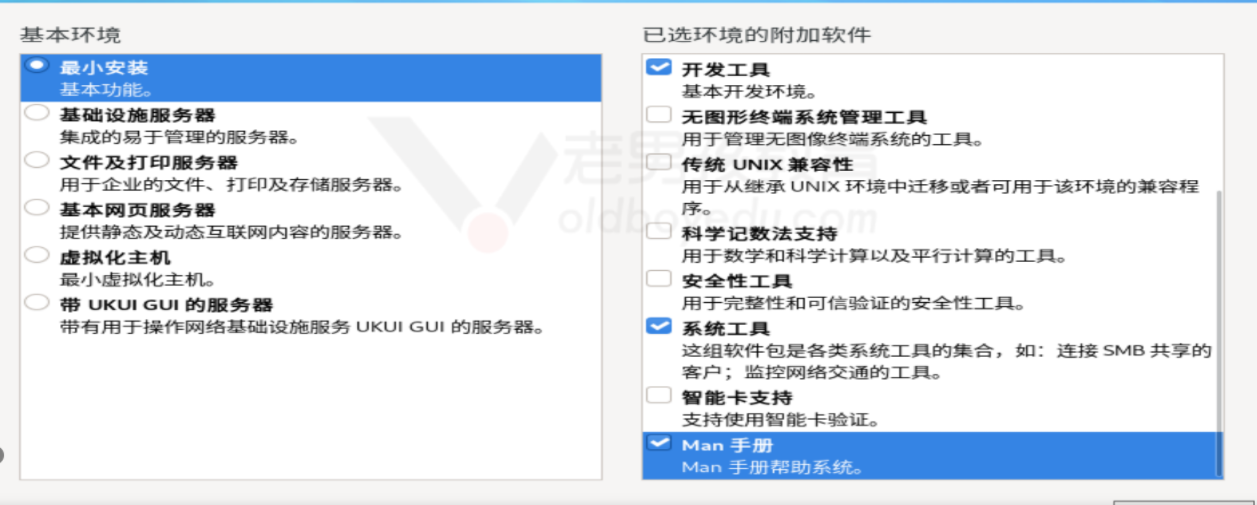 基本环境
最小安装
基本功能。
基础设施服务器
集成的易于管理的服务器。
文件及打印服务器
用于企业的文件、打印及存储服务器。
基本网页服务器
提供静态及动态互联网内容的服务器。
虚拟化主机
最小虚拟化主机。
带 UKUI GUI 的服务器
带有用于操作网络基础设施服务 UKUI GUI 的服务器。
已选环境的附加软件
开发工具
基本开发环境。
无图形终端系统管理工具
用于管理无图像终端系统的工具。
传统 UNIX 兼容性
用于从继承 UNIX 环境中迁移或者可用于该环境的兼容程
序。
科学记数法支持
用于数学和科学计算以及平行计算的工具。
安全性工具
用于完整性和可信验证的安全性工具。
系统工具
这组软件包是各类系统工具的集合，如：连接 SMB 共享的
客户；监控网络交通的工具。
智能卡支持
支持使用智能卡验证。
Man 手册
Man 手册帮助系统。
oldboyedu.com